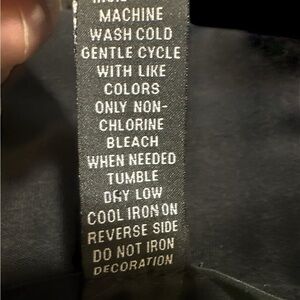 MACHINE
WASH COLD
GENTLE CYCLE
WITH LIKE
COLORS
ONLY NON-
CHLORINE
BLEACH
WHEN NEEDED
TUMBLE
DRY LOW
COOL IRON ON
REVERSE SIDE
DO NOT IRON
DECORATION